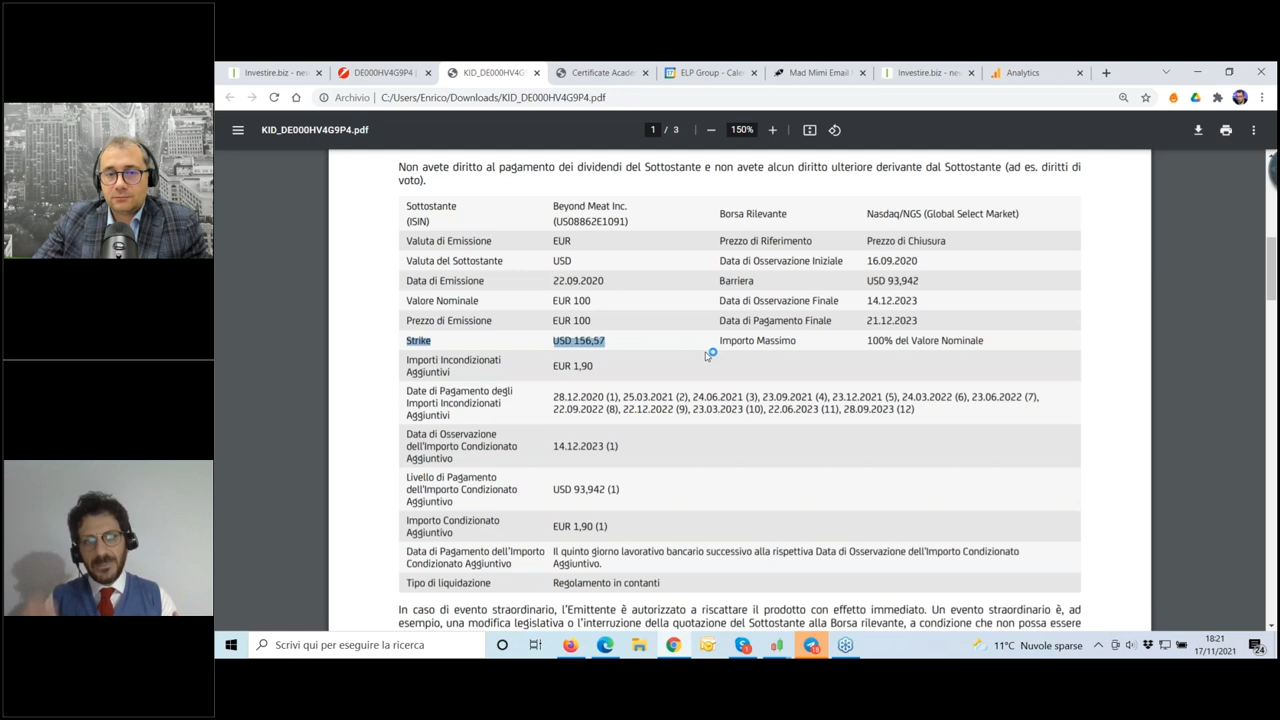 Investire.biz - ne
DE000HV4G9P4 |
KID_DE000HV4G
Certificate Acade
ELP Group - Cale
Mad Mimi Email
Investire.biz - ne
Analytics
Archivio | C:/Users/Enrico/Downloads/KID_DE000HV4G9P4.pdf
KID_DE000HV4G9P4.pdf
1 / 3
150%
Non avete diritto al pagamento dei dividendi del Sottostante e non avete alcun diritto ulteriore derivante dal Sottostante (ad es. diritti di
voto).
Sottostante
(ISIN)
Beyond Meat Inc.
(US08862E1091)
Borsa Rilevante
Nasdaq/NGS (Global Select Market)
Valuta di Emissione EUR Prezzo di Riferimento Prezzo di Chiusura
Valuta del Sottostante USD Data di Osservazione Iniziale 16.09.2020
Data di Emissione 22.09.2020 Barriera USD 93,942
Valore Nominale EUR 100 Data di Osservazione Finale 14.12.2023
Prezzo di Emissione EUR 100 Data di Pagamento Finale 21.12.2023
Strike USD 156,57 Importo Massimo 100% del Valore Nominale
Importi Incondizionati
Aggiuntivi
EUR 1,90
Date di Pagamento degli
Importi Incondizionati
Aggiuntivi
28.12.2020 (1), 25.03.2021 (2), 24.06.2021 (3), 23.09.2021 (4), 23.12.2021 (5), 24.03.2022 (6), 23.06.2022 (7),
22.09.2022 (8), 22.12.2022 (9), 23.03.2023 (10), 22.06.2023 (11), 28.09.2023 (12)
Data di Osservazione
dell'Importo Condizionato
Aggiuntivo
14.12.2023 (1)
Livello di Pagamento
dell'Importo Condizionato
Aggiuntivo
USD 93,942 (1)
Importo Condizionato
Aggiuntivo
EUR 1,90 (1)
Data di Pagamento dell'Importo
Condizionato Aggiuntivo
Il quinto giorno lavorativo bancario successivo alla rispettiva Data di Osservazione dell'Importo Condizionato
Aggiuntivo.
Tipo di liquidazione Regolamento in contanti
In caso di evento straordinario, l'Emittente è autorizzato a riscattare il prodotto con effetto immediato. Un evento straordinario è, ad
esempio, una modifica legislativa o l'interruzione della quotazione del Sottostante alla Borsa rilevante, a condizione che non possa essere
Scrivi qui per eseguire la ricerca
11°C Nuvole sparse
18:21
17/11/2021
24